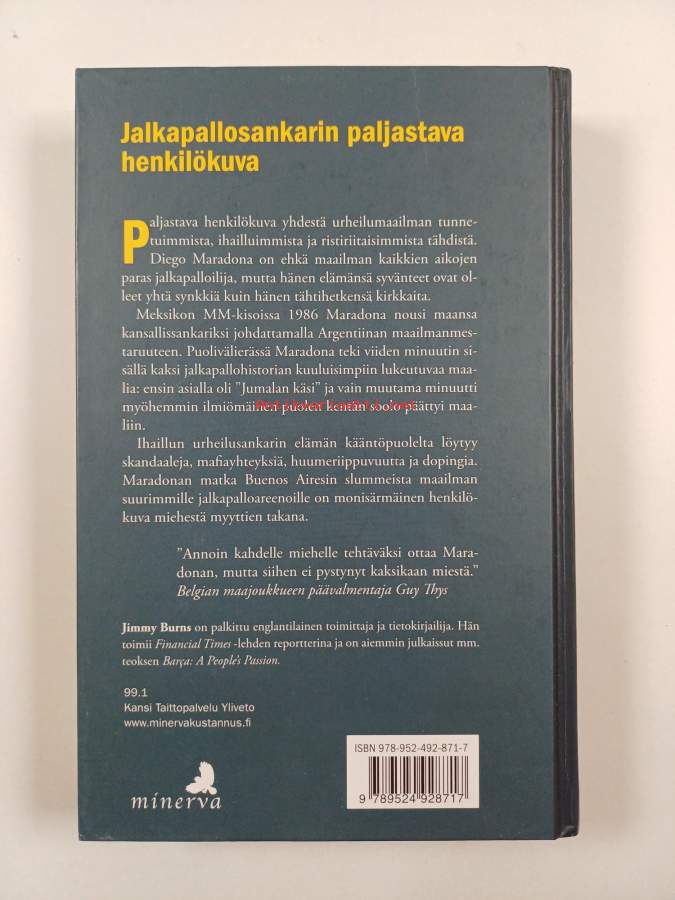 Jalkapallosankarin paljastava
henkilökuva
Paljastava henkilökuva yhdestä urheilumaailman tunne-
tuimmista, ihailluimmista ja ristiriitaisimmista tähdistä.
Diego Maradona on ehkä maailman kaikkien aikojen
paras jalkapalloilija, mutta hänen elämänsä syvänteet ovat ol-
leet yhtä synkkiä kuin hänen tähtihetkensä kirkkaita.
Meksikon MM-kisoissa 1986 Maradona nousi maansa
kansallissankariksi johdattamalla Argentiinan maailmanmes-
taruuteen. Puolivälierässä Maradona teki viiden minuutin si-
sällä kaksi jalkapallohistorian kuuluisimpiin lukeutuvaa maa-
lia: ensin asialla oli ”Jumalan käsi” ja vain muutama minuutti
myöhemmin ilmiömäinen puolen kentän soolo päättyi maa-
liin.
Ihaillun urheilusankarin elämän kääntöpuolelta löytyy
skandaaleja, mafiayhteyksiä, huumeriippuvuutta ja dopingia.
Maradonan matka Buenos Airesin slummeista maailman
suurimmille jalkapalloareenoille on monisärmäinen henkilö-
kuva miehestä myyttien takana.
”Annoin kahdelle miehelle tehtäväksi ottaa Mara-
donan, mutta siihen ei pystynyt kaksikaan miestä.”
Belgian maajoukkueen päävalmentaja Guy Thys
Jimmy Burns on palkittu englantilainen toimittaja ja tietokirjailija. Hän
toimii Financial Times -lehden reportterina ja on aiemmin julkaissut mm.
teoksen Barça: A People's Passion.
99.1
Kansi Taittopalvelu Yliveto
www.minervakustannus.fi
ISBN 978-952-492-871-7
9 789524 928717
minerva